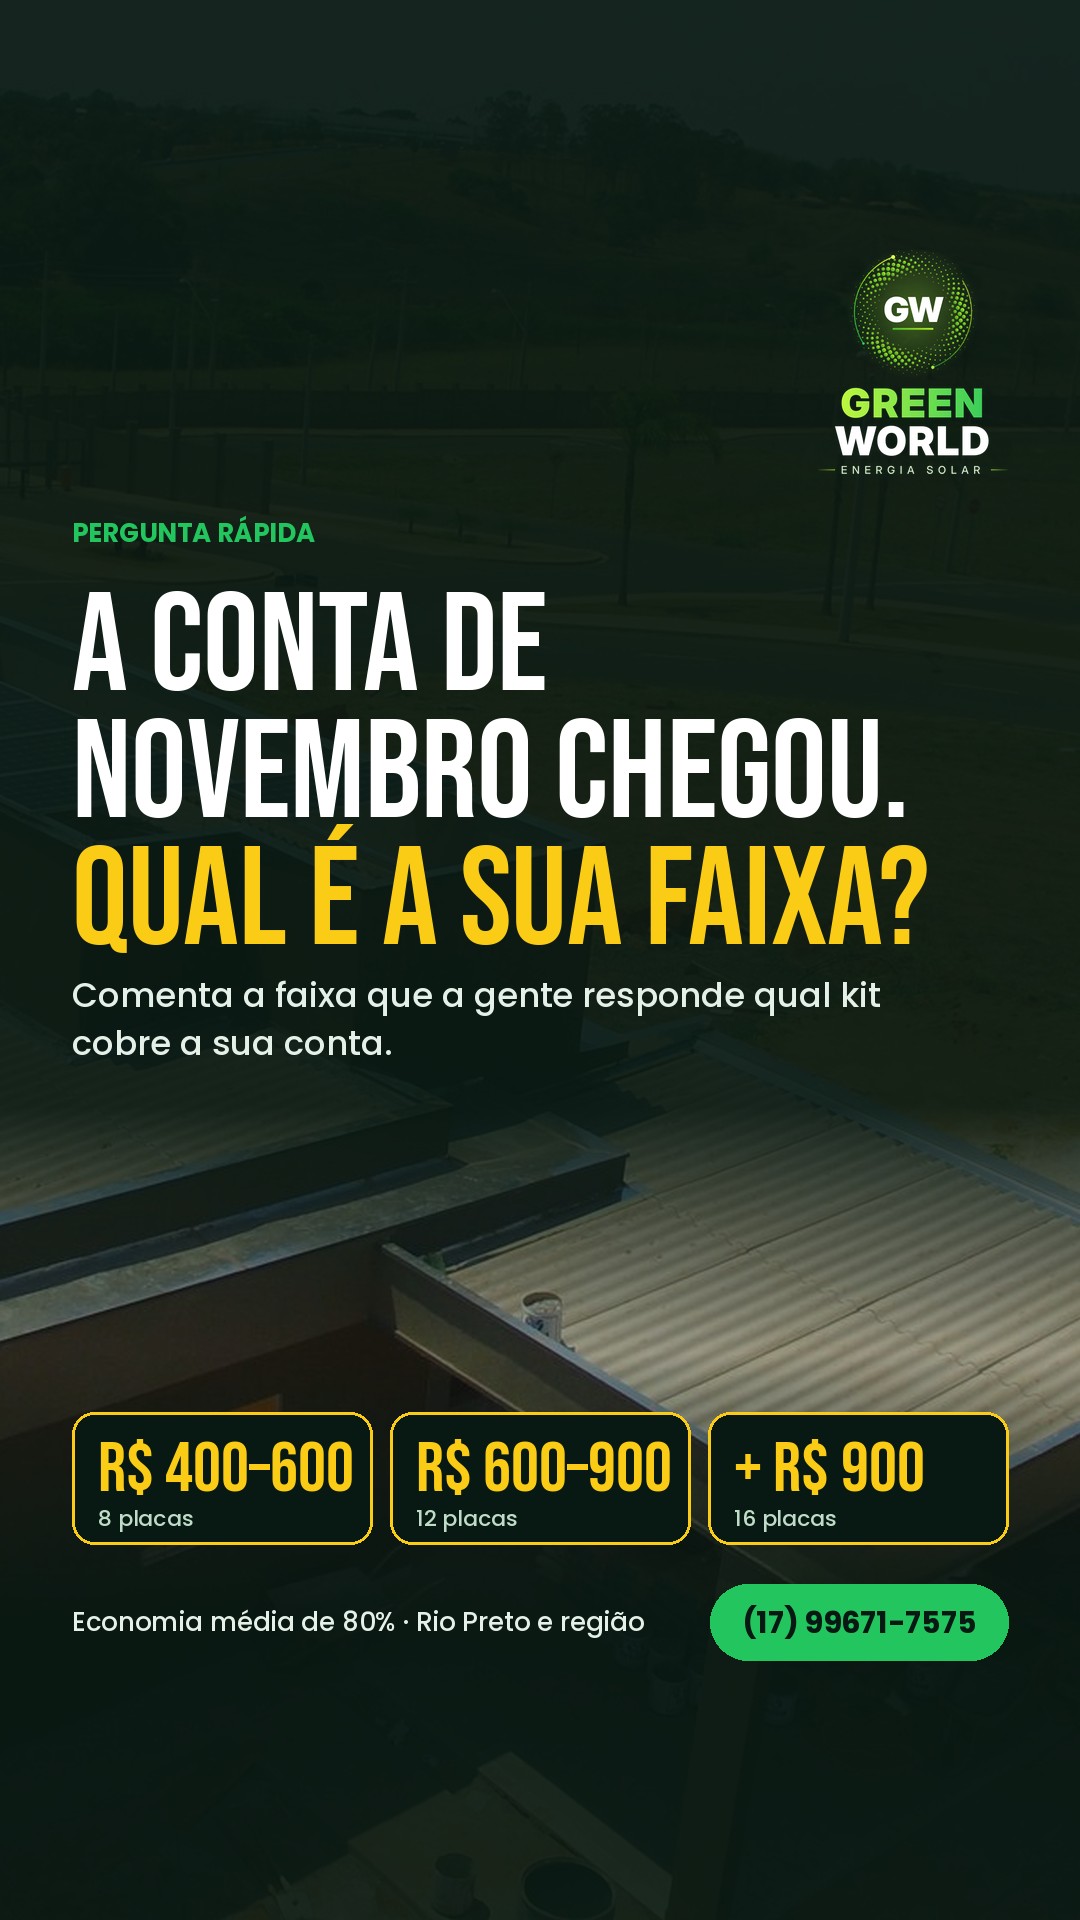 GW
GREEN
WORLD
ENERGIA SOLAR
PERGUNTA RÁPIDA
A CONTA DE
NOVEMBRO CHEGOU.
QUAL É A SUA FAIXA?
Comenta a faixa que a gente responde qual kit
cobre a sua conta.
R$ 400–600
8 placas
R$ 600–900
12 placas
+ R$ 900
16 placas
Economia média de 80% · Rio Preto e região
(17) 99671-7575